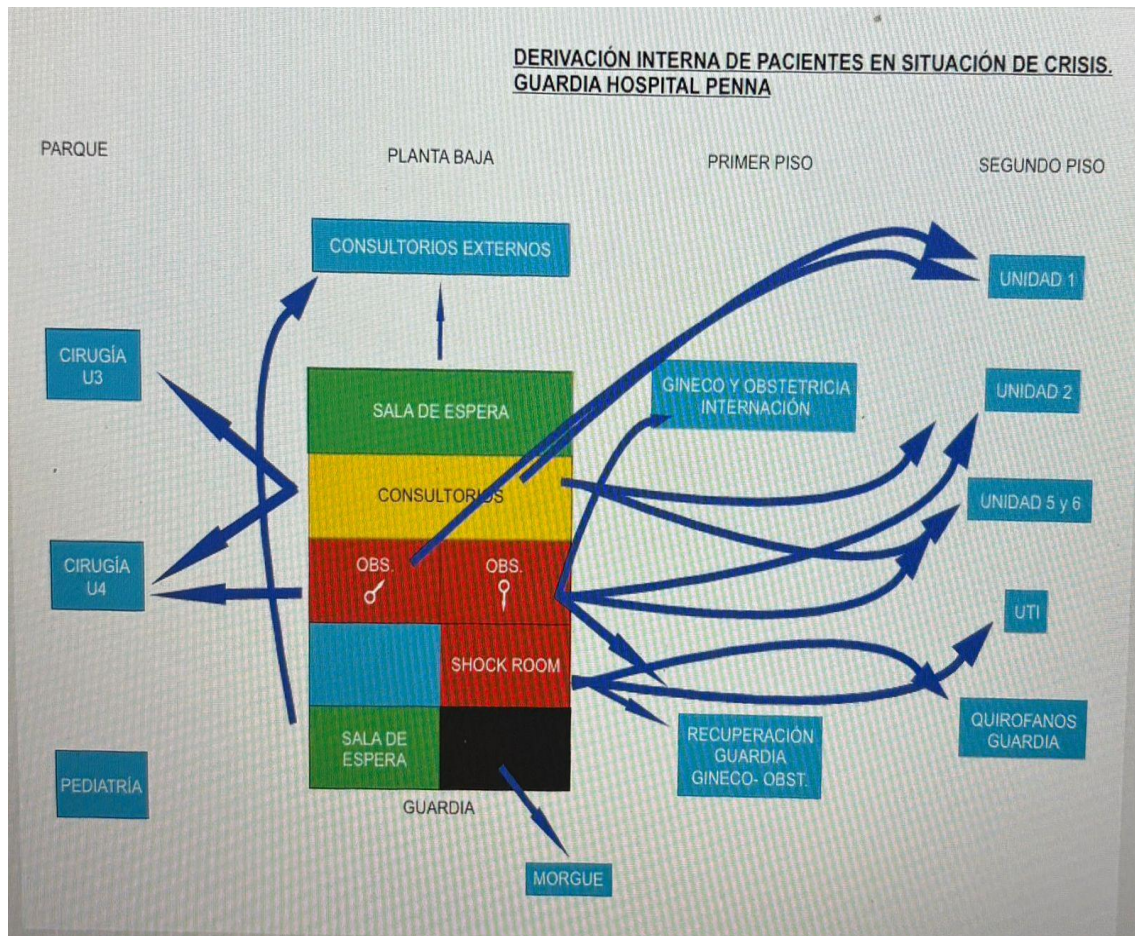 DERIVACIÓN INTERNA DE PACIENTES EN SITUACIÓN DE CRISIS.
GUARDIA HOSPITAL PENNA
PARQUE
PLANTA BAJA
PRIMER PISO
SEGUNDO PISO
CONSULTORIOS EXTERNOS
UNIDAD 1
CIRUGÍA
U3
SALA DE ESPERA
GINECO Y OBSTETRICIA
INTERNACIÓN
UNIDAD 2
CONSULTORIOS
UNIDAD 5 y 6
CIRUGÍA
U4
OBS.
OBS.
UTI
SHOCK ROOM
SALA DE
ESPERA
RECUPERACIÓN
GUARDIA
GINECO- OBST.
QUIROFANOS
GUARDIA
PEDIATRÍA
GUARDIA
MORGUE